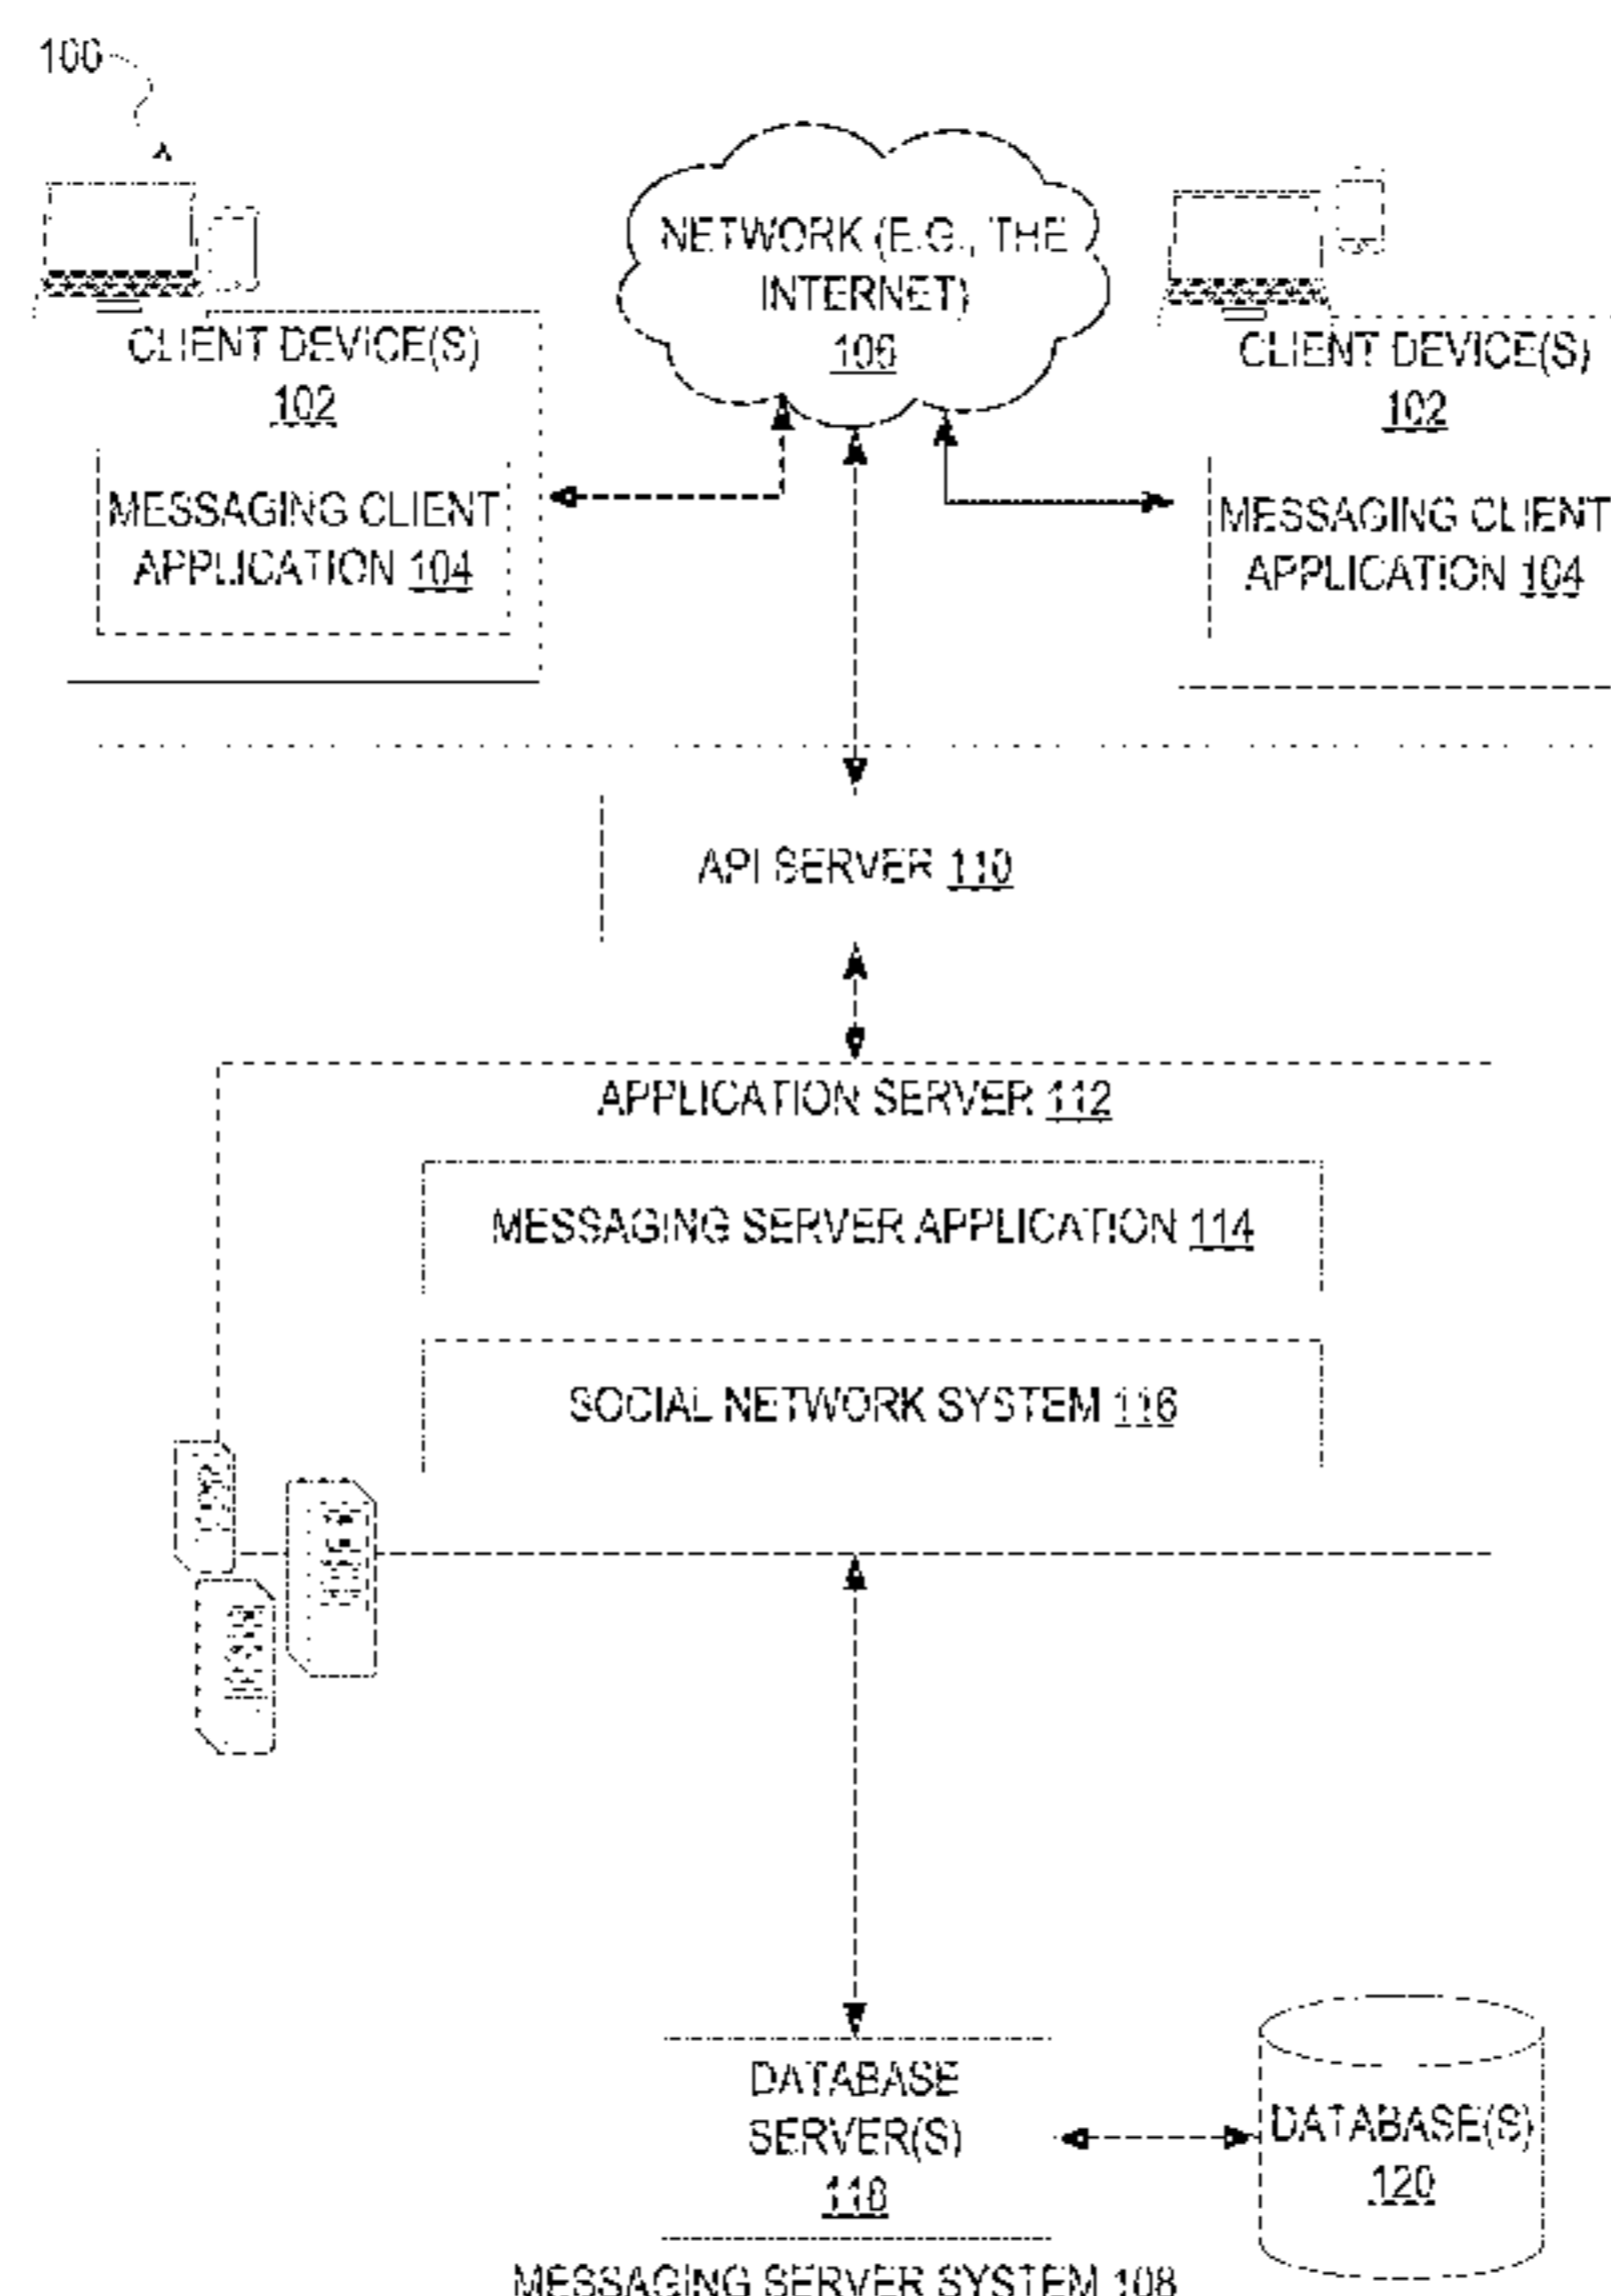 100
NETWORK (E.G., THE
INTERNET)
106
CLIENT DEVICE(S)
102
MESSAGING CLIENT
APPLICATION 104
CLIENT DEVICE(S)
102
MESSAGING CLIENT
APPLICATION 104
API SERVER 110
APPLICATION SERVER 112
MESSAGING SERVER APPLICATION 114
SOCIAL NETWORK SYSTEM 116
DATABASE
SERVER(S)
118
DATABASE(S)
120
MESSAGING SERVER SYSTEM 108